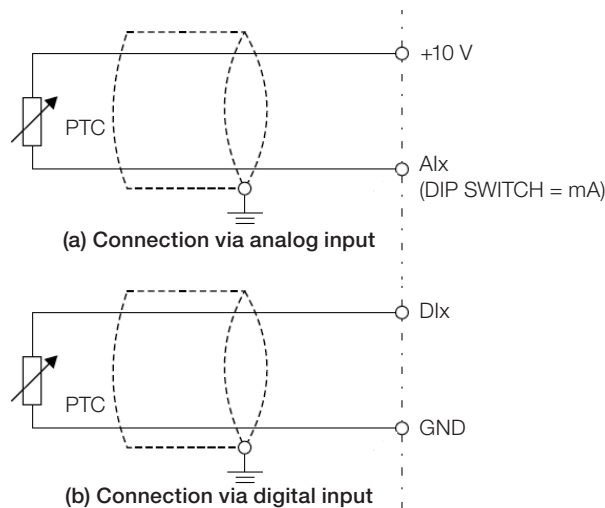 +10 V
PTC
AIx
(DIP SWITCH = mA)
(a) Connection via analog input
DIx
PTC
GND
(b) Connection via digital input